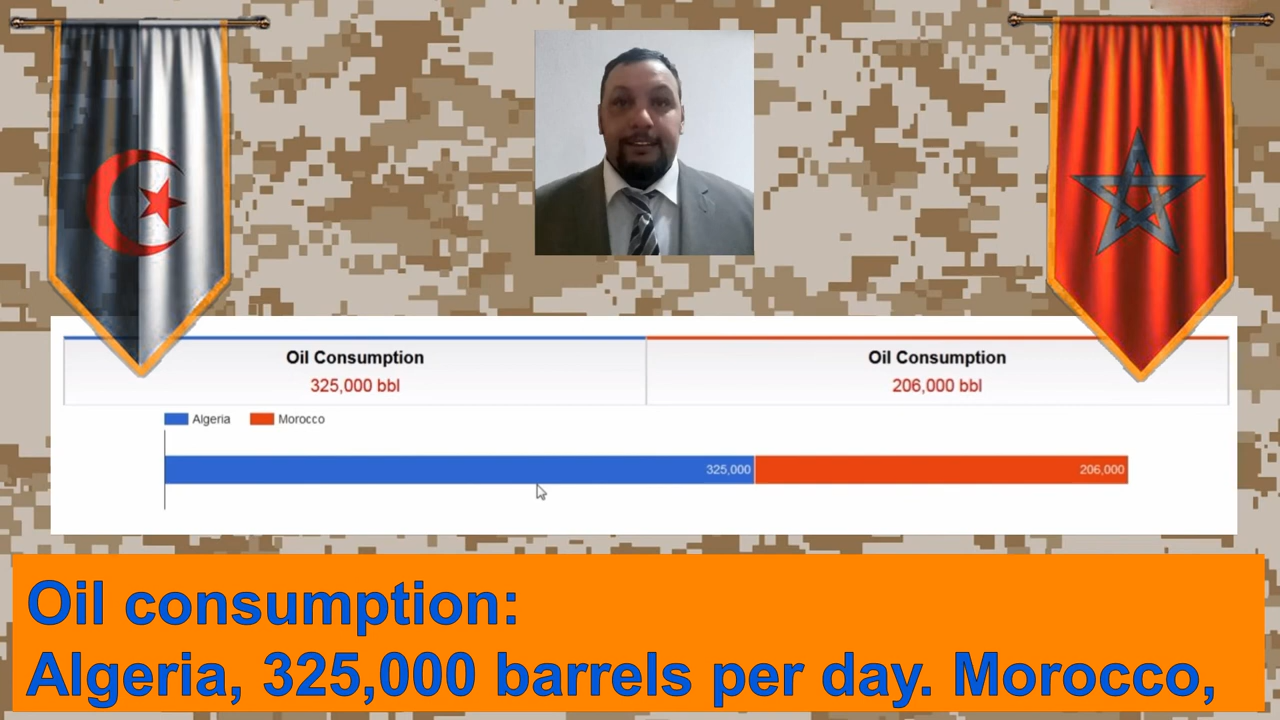 Oil Consumption
325,000 bbl
Oil Consumption
206,000 bbl
Algeria
Morocco
325,000
206,000
Oil consumption:
Algeria, 325,000 barrels per day. Morocco,